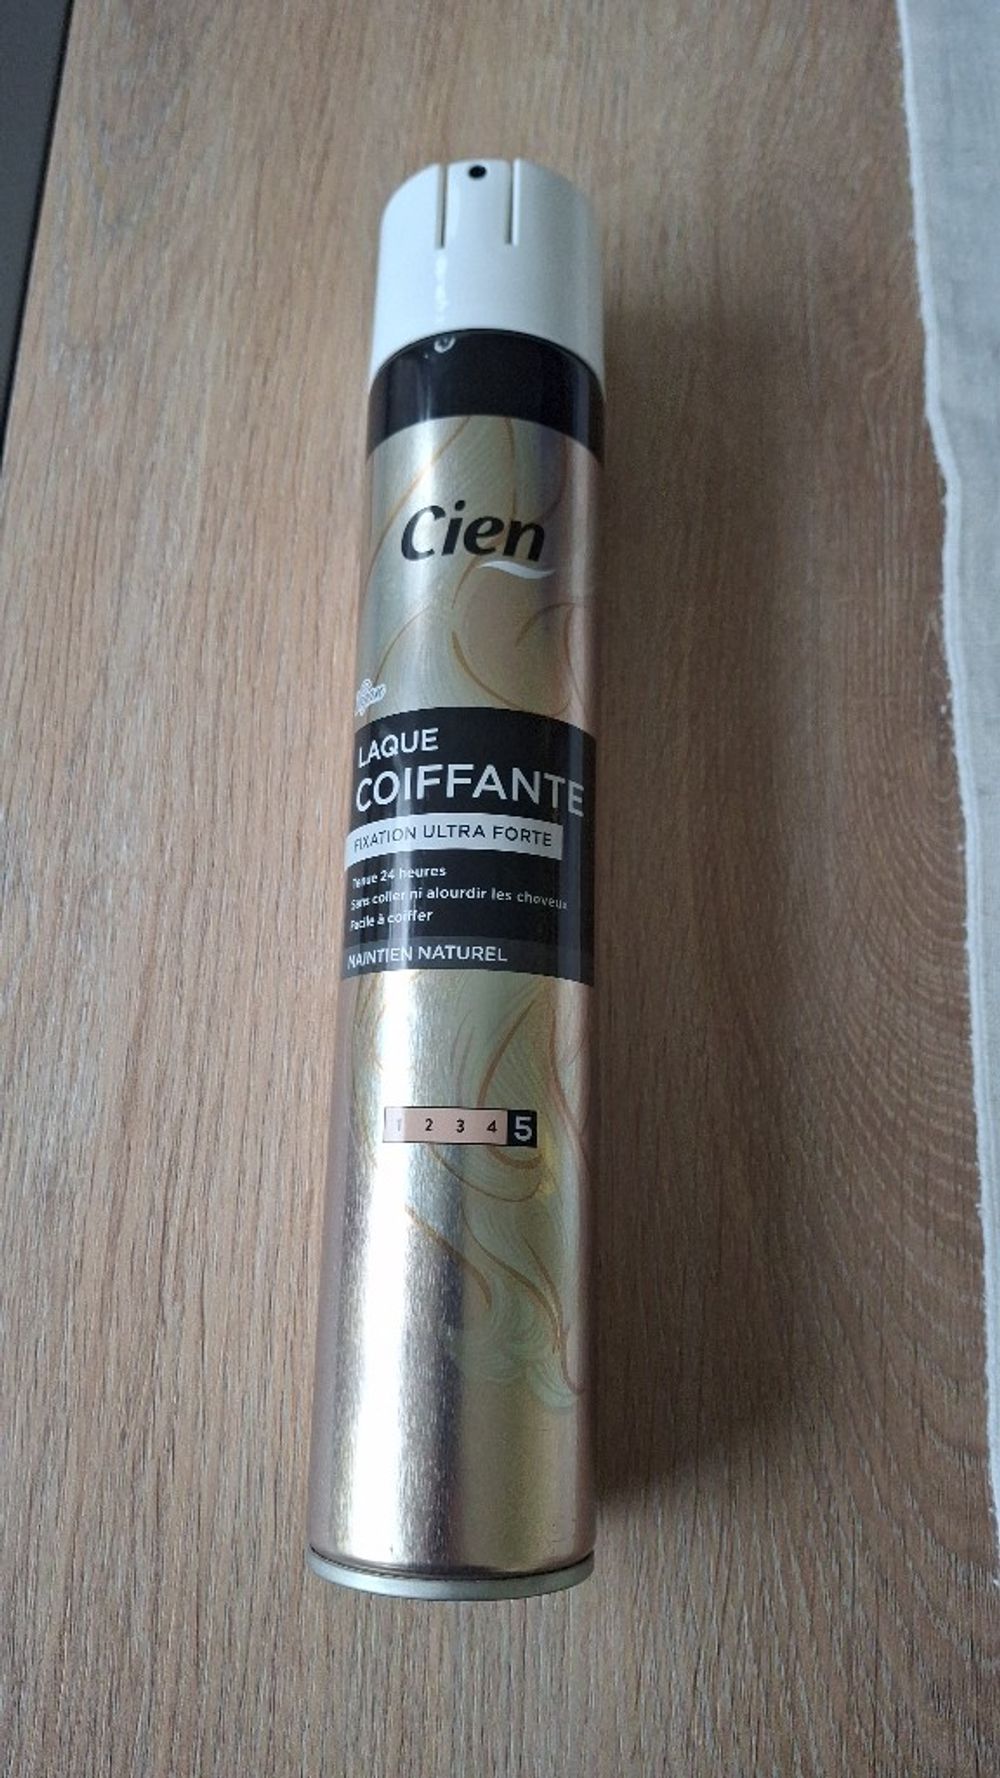 Cien
Vegan
LAQUE
COIFFANTE
FIXATION ULTRA FORTE
Tenue 24 heures
Sans coller ni alourdir les cheveux
Facile à coiffer
MAINTIEN NATUREL
1 2 3 4 5